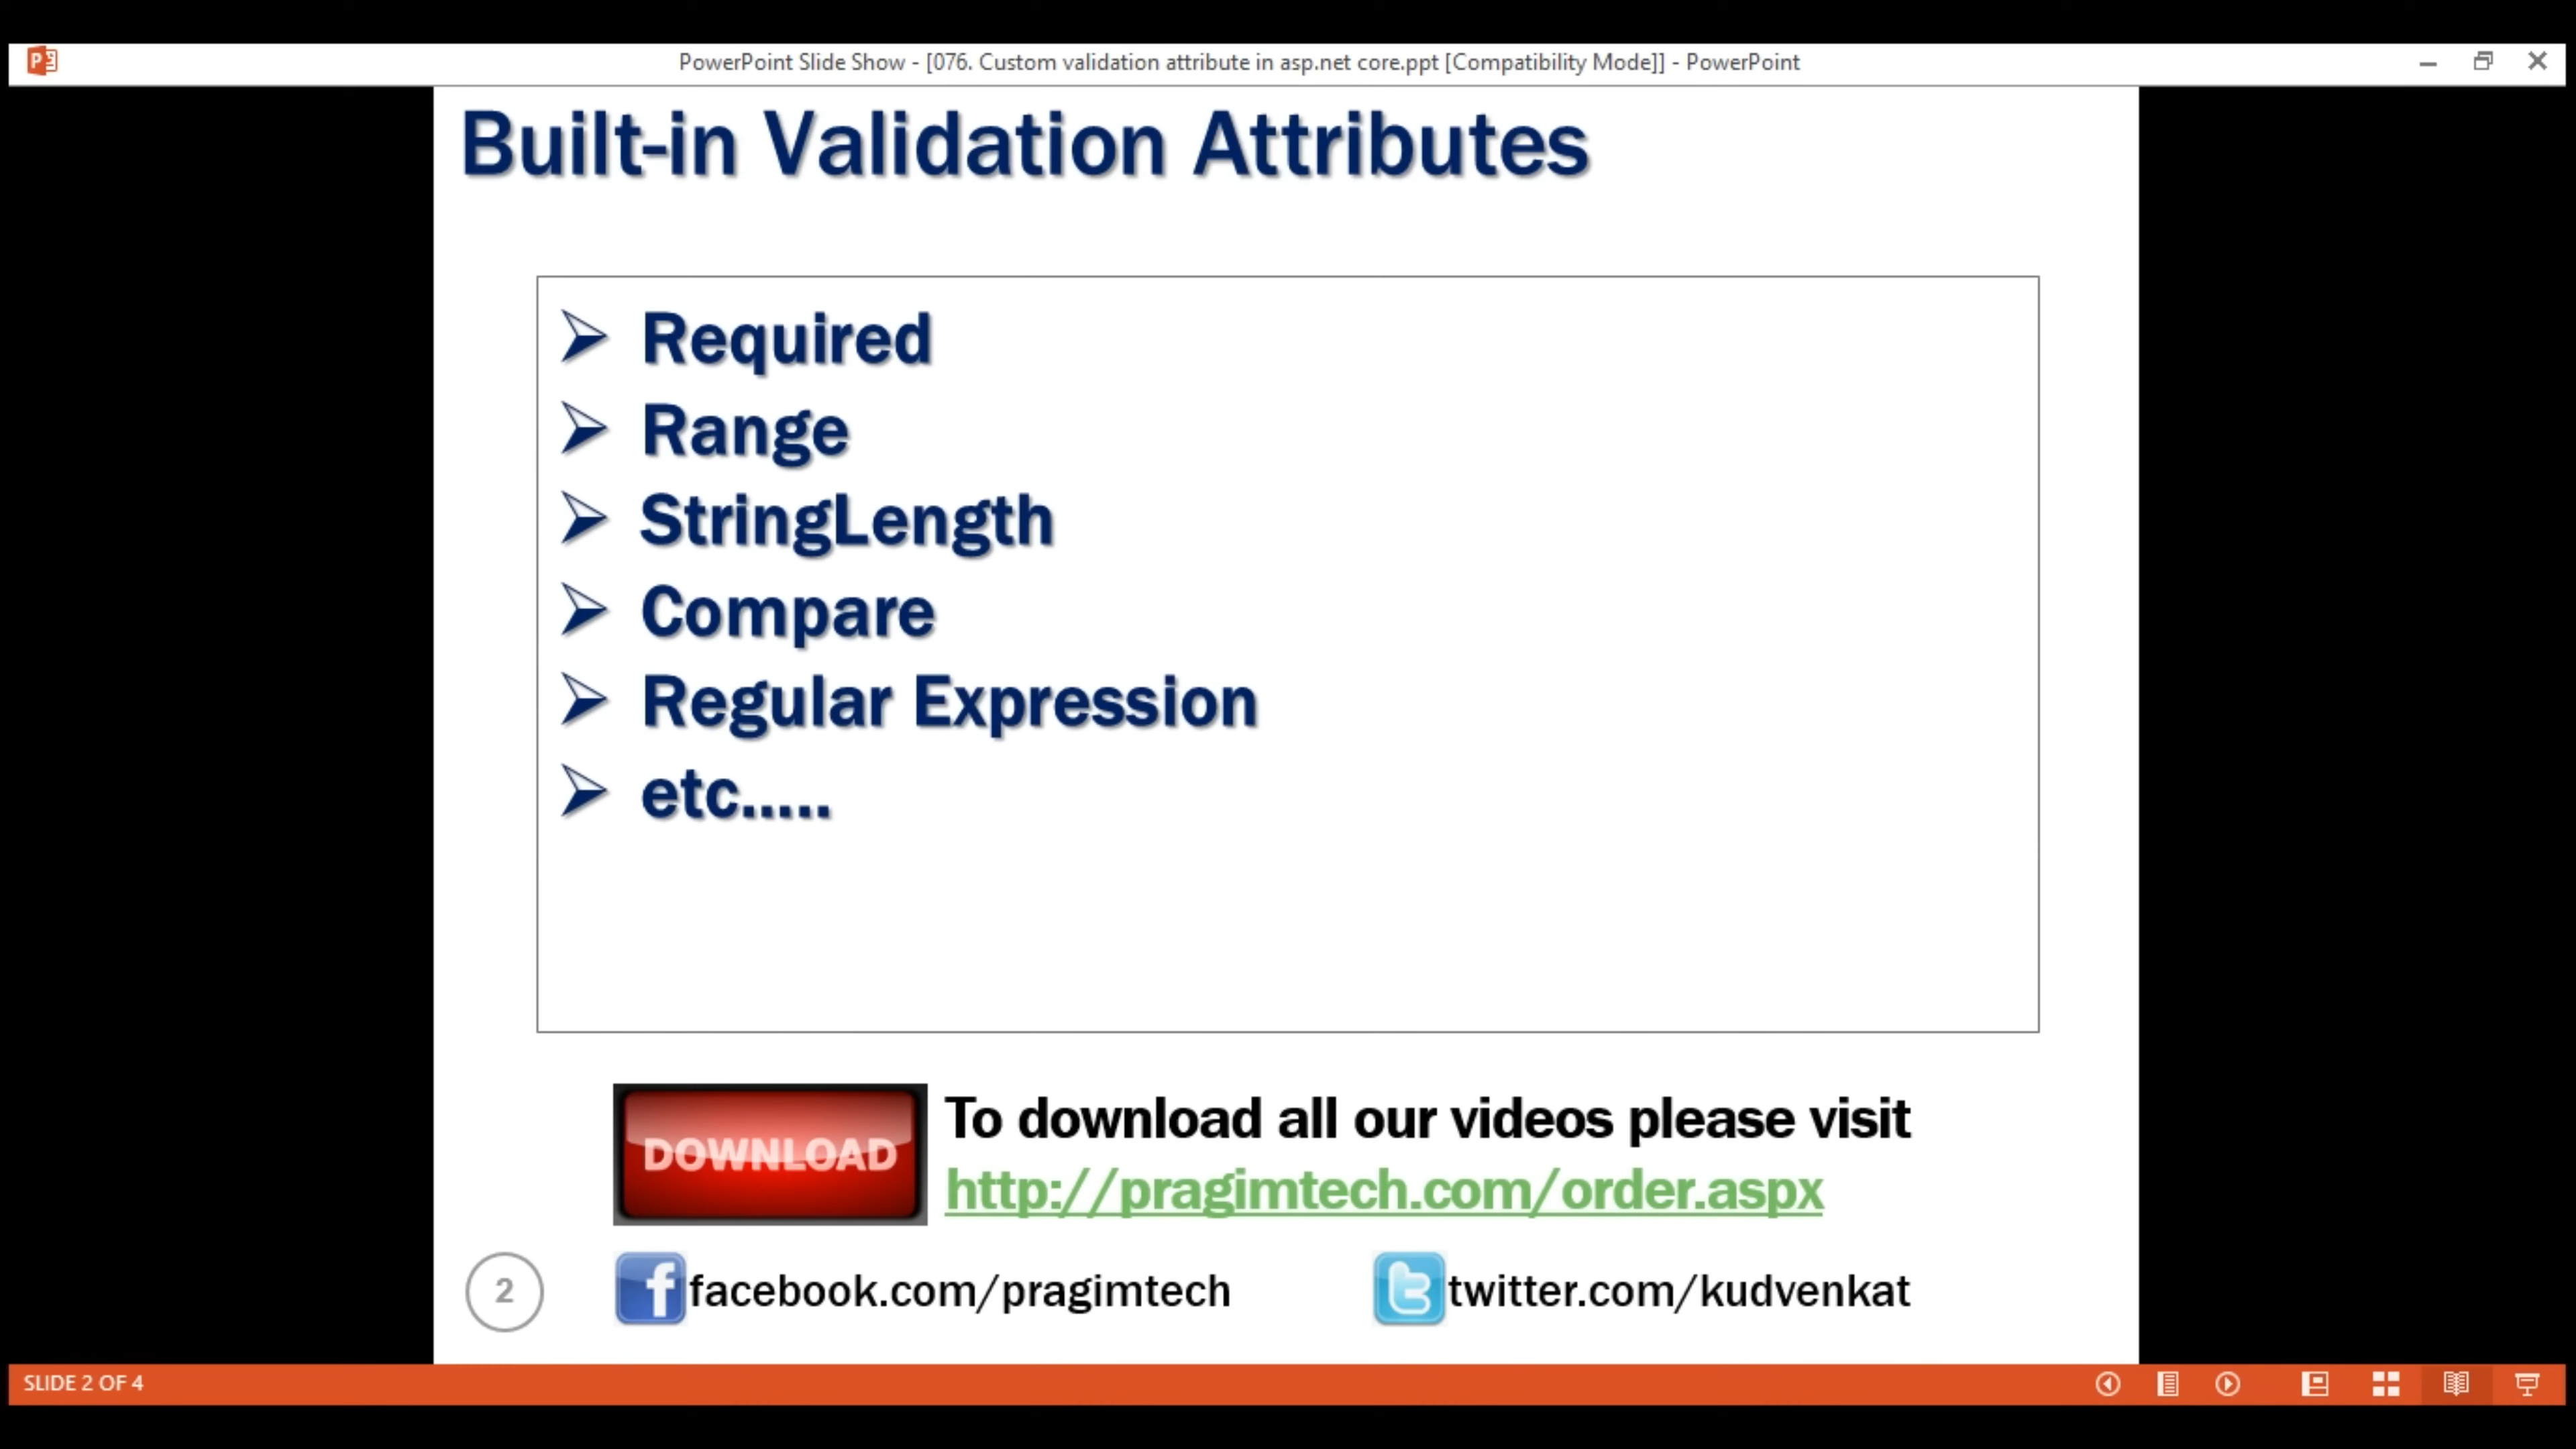 PowerPoint Slide Show - [076. Custom validation attribute in asp.net core.ppt [Compatibility Mode]] - PowerPoint
Built-in Validation Attributes
Required
Range
StringLength
Compare
Regular Expression
etc.....
DOWNLOAD
To download all our videos please visit
http://pragimtech.com/order.aspx
2
facebook.com/pragimtech
twitter.com/kudvenkat
SLIDE 2 OF 4